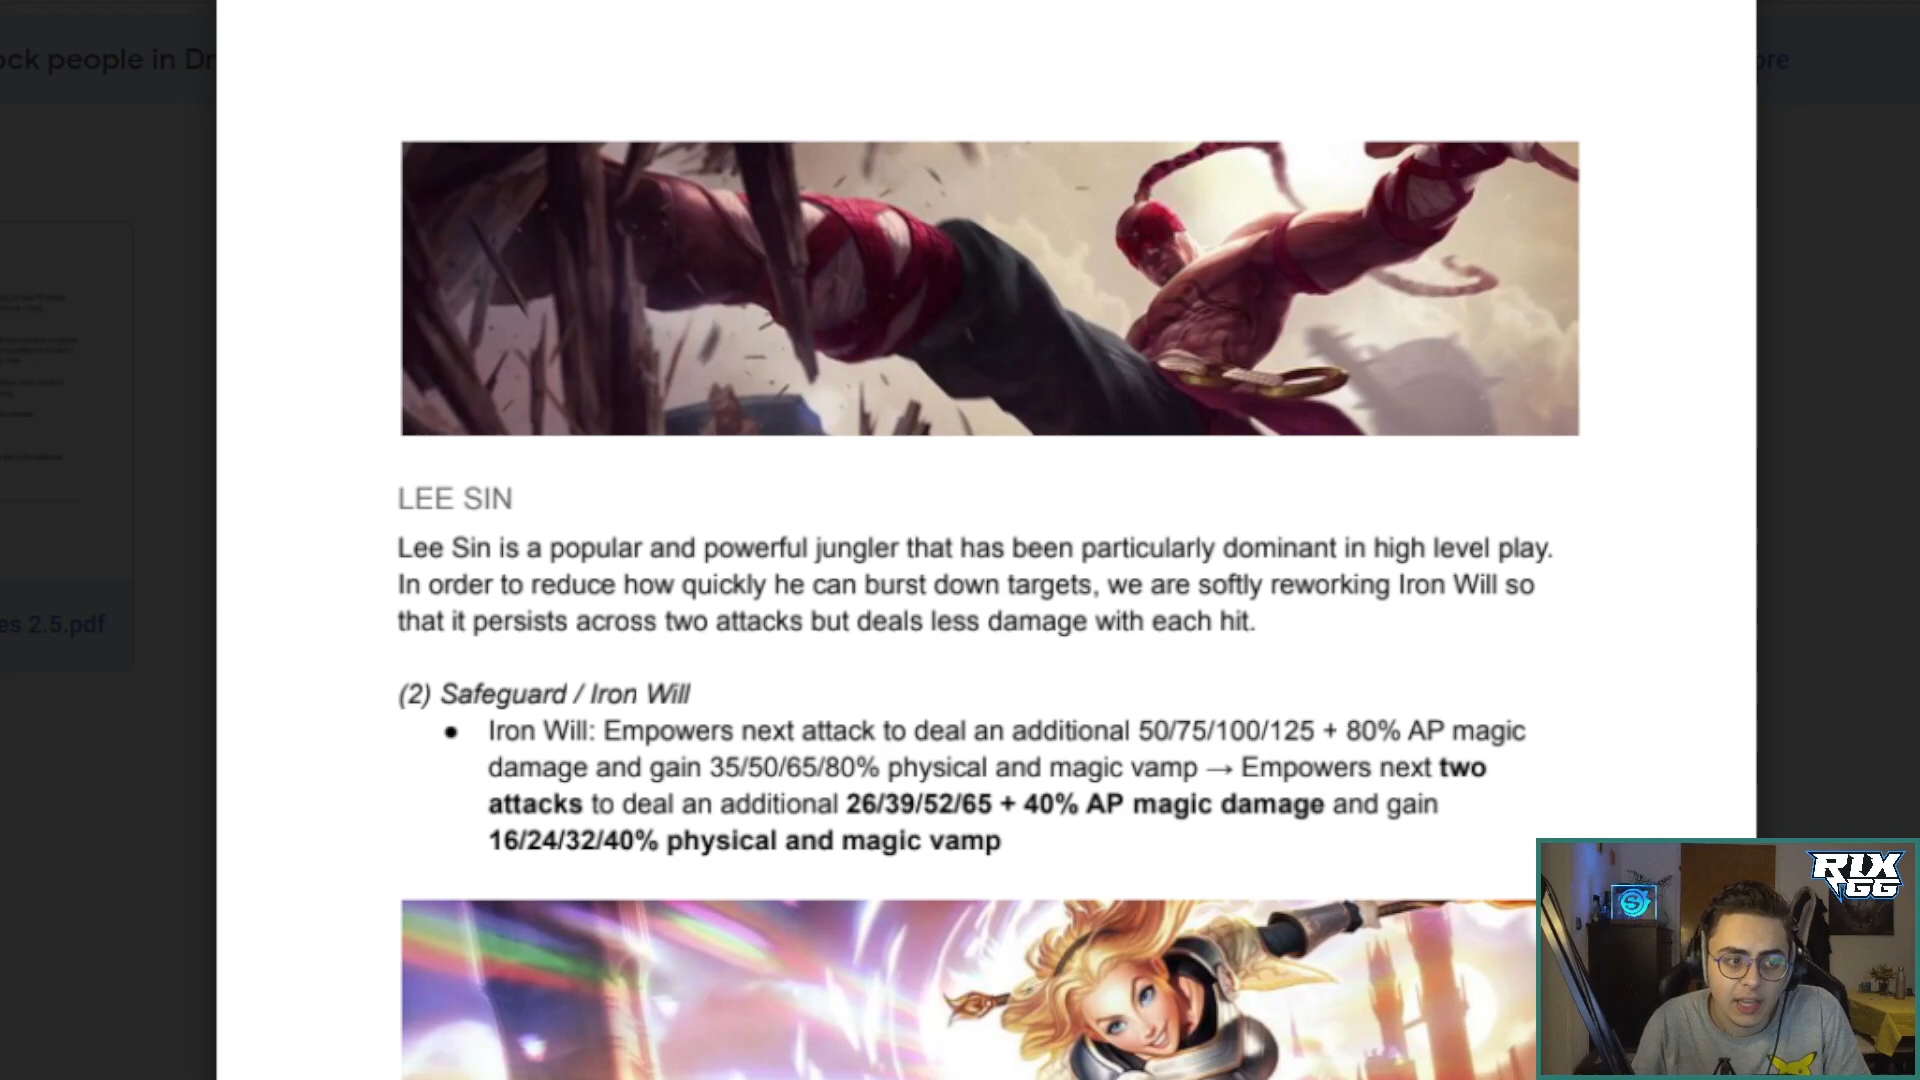 ock people in Dr
ore
LEE SIN
Lee Sin is a popular and powerful jungler that has been particularly dominant in high level play.
In order to reduce how quickly he can burst down targets, we are softly reworking Iron Will so
that it persists across two attacks but deals less damage with each hit.
es 2.5.pdf
(2) Safeguard / Iron Will
● Iron Will: Empowers next attack to deal an additional 50/75/100/125 + 80% AP magic
damage and gain 35/50/65/80% physical and magic vamp → Empowers next two
attacks to deal an additional 26/39/52/65 + 40% AP magic damage and gain
16/24/32/40% physical and magic vamp
RIX
GG